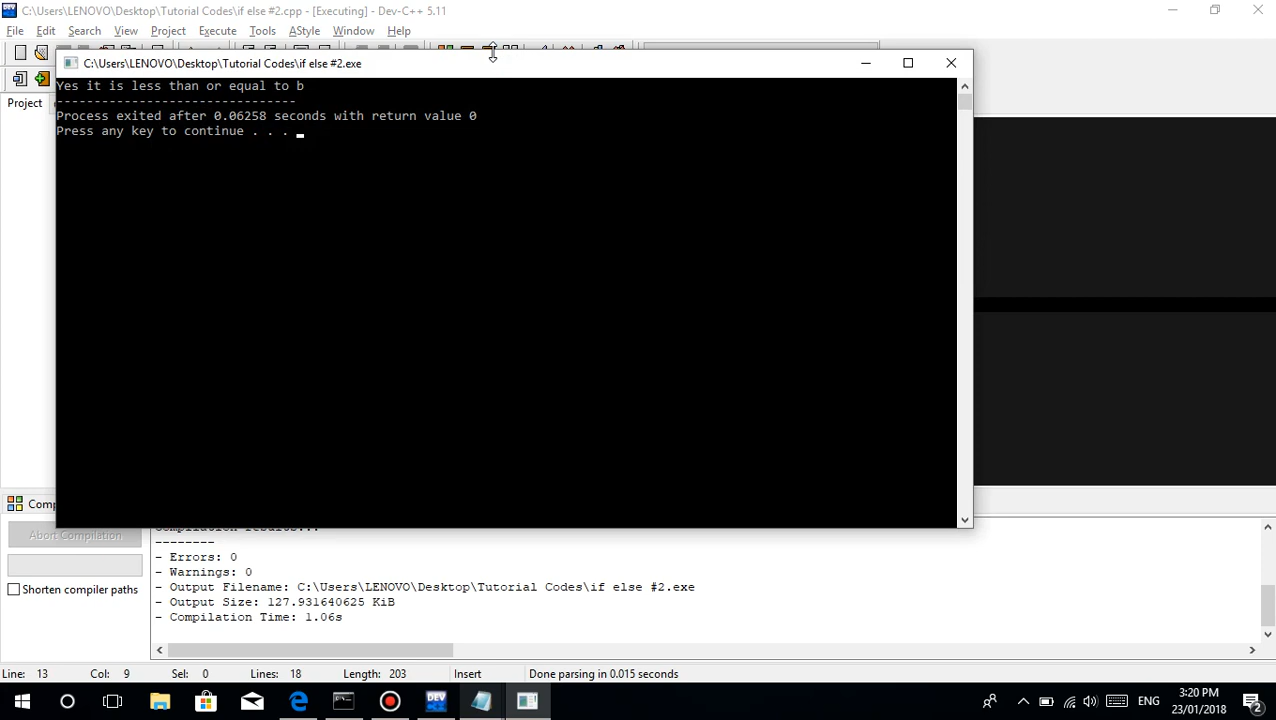 C:\Users\LENOVO\Desktop\Tutorial Codes\if else #2.cpp - [Executing] - Dev-C++ 5.11
File Edit Search View Project Execute Tools AStyle Window Help
C:\Users\LENOVO\Desktop\Tutorial Codes\if else #2.exe
Project
Yes it is less than or equal to b
--------------------------------
Process exited after 0.06258 seconds with return value 0
Press any key to continue . . .
Comp
Compilation results...
Abort Compilation
--------
- Errors: 0
- Warnings: 0
Shorten compiler paths
- Output Filename: C:\Users\LENOVO\Desktop\Tutorial Codes\if else #2.exe
- Output Size: 127.931640625 KiB
- Compilation Time: 1.06s
Line: 13 Col: 9 Sel: 0 Lines: 18 Length: 203 Insert Done parsing in 0.015 seconds
DEV
ENG
3:20 PM
23/01/2018
2